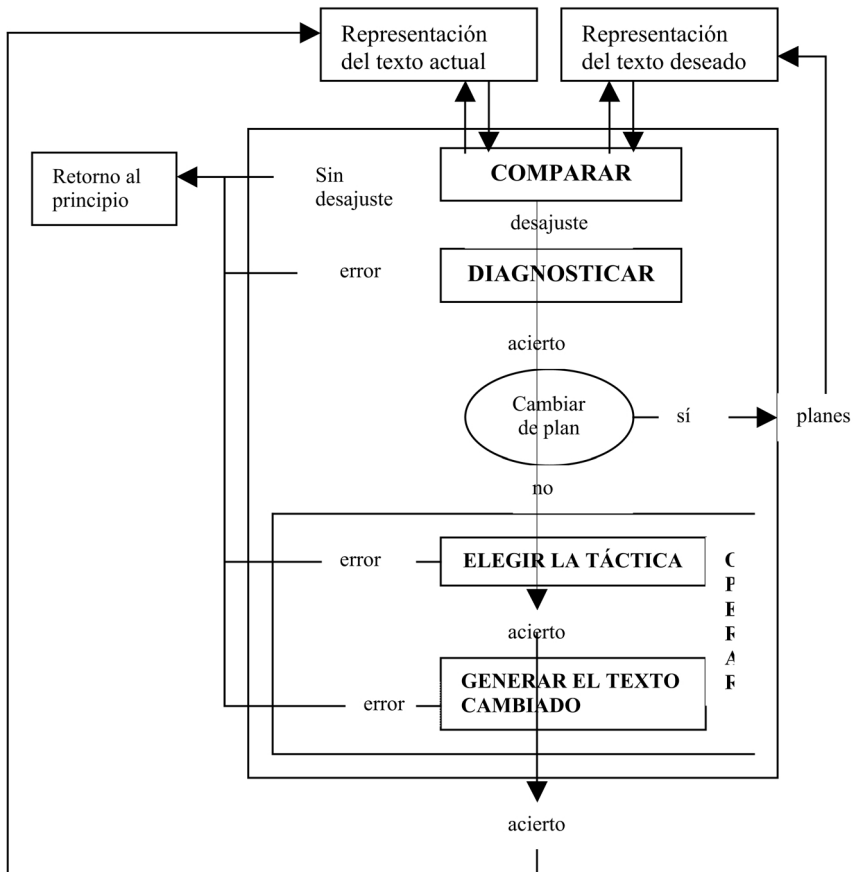 Representación
del texto actual
Representación
del texto deseado
Retorno al
principio
Sin
desajuste
COMPARAR
desajuste
error
DIAGNOSTICAR
acierto
Cambiar
de plan
sí
planes
no
error
ELEGIR LA TÁCTICA
O
P
E
R
A
R
acierto
error
GENERAR EL TEXTO
CAMBIADO
acierto